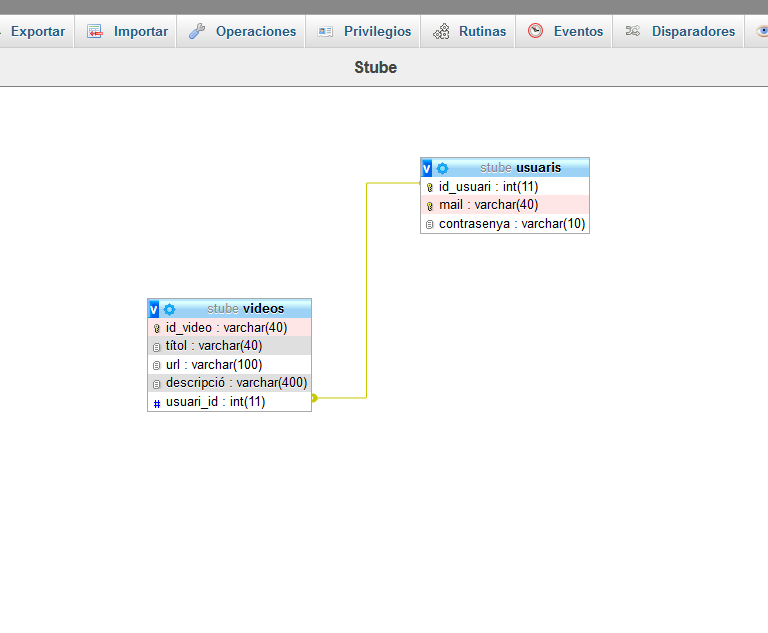 Exportar Importar Operaciones Privilegios Rutinas Eventos Disparadores
Stube
v stube usuaris
id_usuari : int(11)
mail : varchar(40)
contrasenya : varchar(10)
v stube videos
id_video : varchar(40)
títol : varchar(40)
url : varchar(100)
descripció : varchar(400)
# usuari_id : int(11)